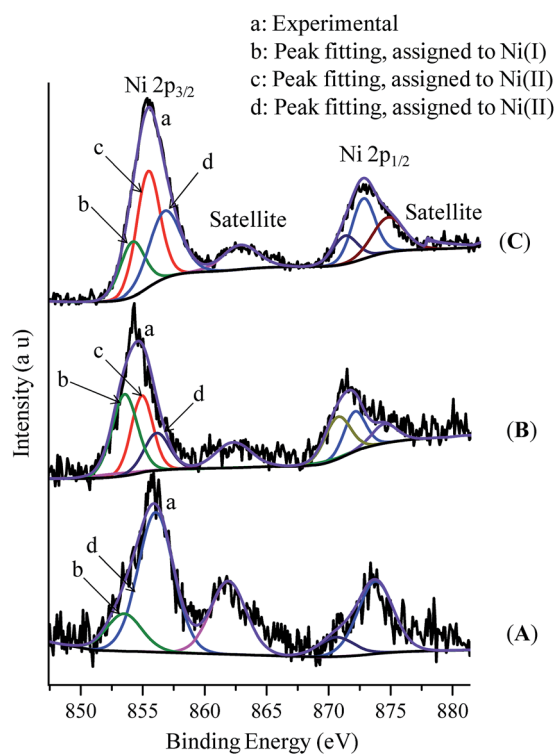 a: Experimental
b: Peak fitting, assigned to Ni(I)
c: Peak fitting, assigned to Ni(II)
d: Peak fitting, assigned to Ni(II)
Ni 2p3/2
a
c
d
b
Satellite
Ni 2p1/2
Satellite
(C)
a
c
b
d
(B)
a
d
b
(A)
Intensity (a u)
850 855 860 865 870 875 880
Binding Energy (eV)